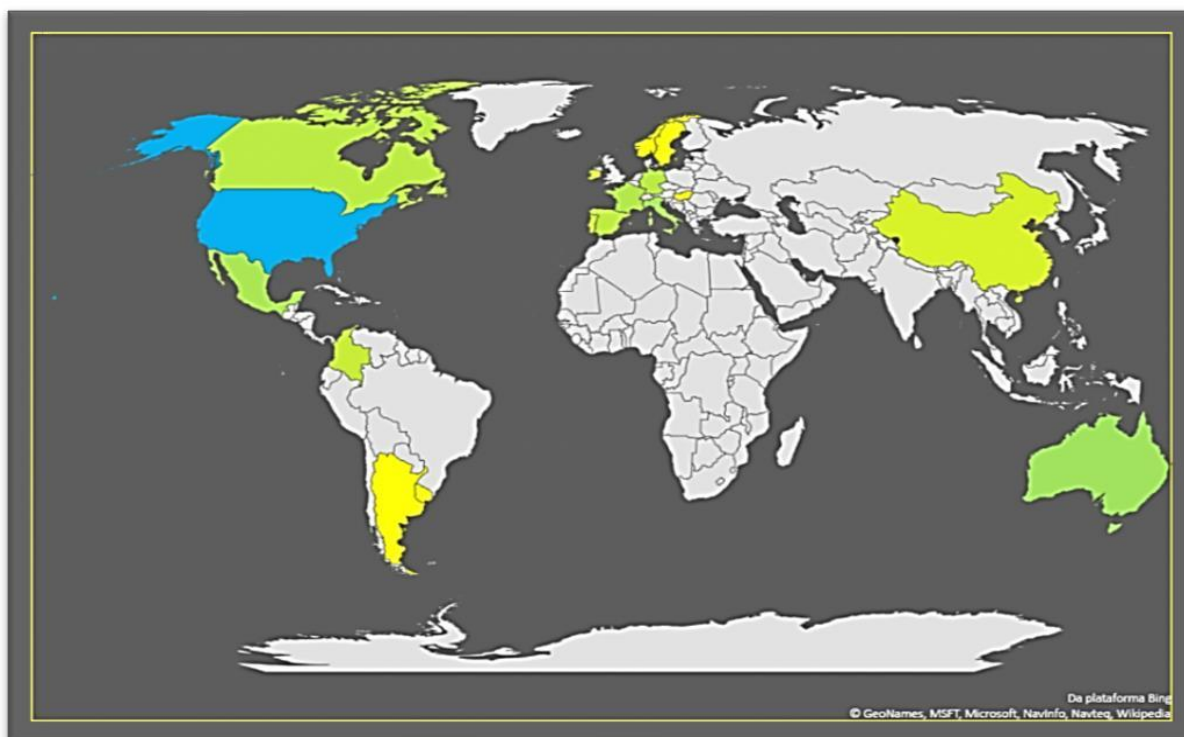 Da plataforma Bing
© GeoNames, MSFT, Microsoft, NavInfo, Navteq, Wikipedia